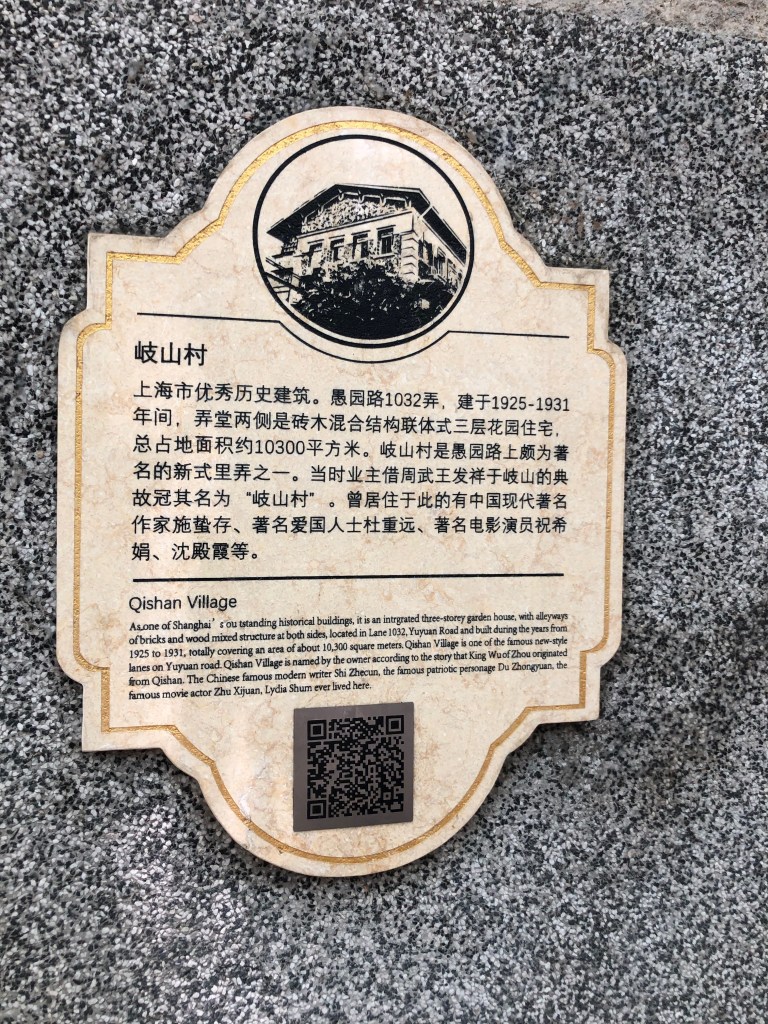 岐山村
上海市优秀历史建筑。愚园路1032弄，建于1925-1931
年间，弄堂两侧是砖木混合结构联体式三层花园住宅，
总占地面积约10300平方米。岐山村是愚园路上颇为著
名的新式里弄之一。当时业主借周武王发祥于岐山的典
故冠其名为“岐山村”。曾居住于此的有中国现代著名
作家施蛰存、著名爱国人士杜重远、著名电影演员祝希
娟、沈殿霞等。
Qishan Village
As one of Shanghai’s ou tstanding historical buildings, it is an intrgrated three-storey garden house, with alleyways
of bricks and wood mixed structure at both sides, located in Lane 1032, Yuyuan Road and built during the years from
1925 to 1931, totally covering an area of about 10,300 square meters. Qishan Village is one of the famous new-style
lanes on Yuyuan road. Qishan Village is named by the owner according to the story that King Wu of Zhou originated
from Qishan. The Chinese famous modern writer Shi Zhecun, the famous patriotic personage Du Zhongyuan, the
famous movie actor Zhu Xijuan, Lydia Shum ever lived here.